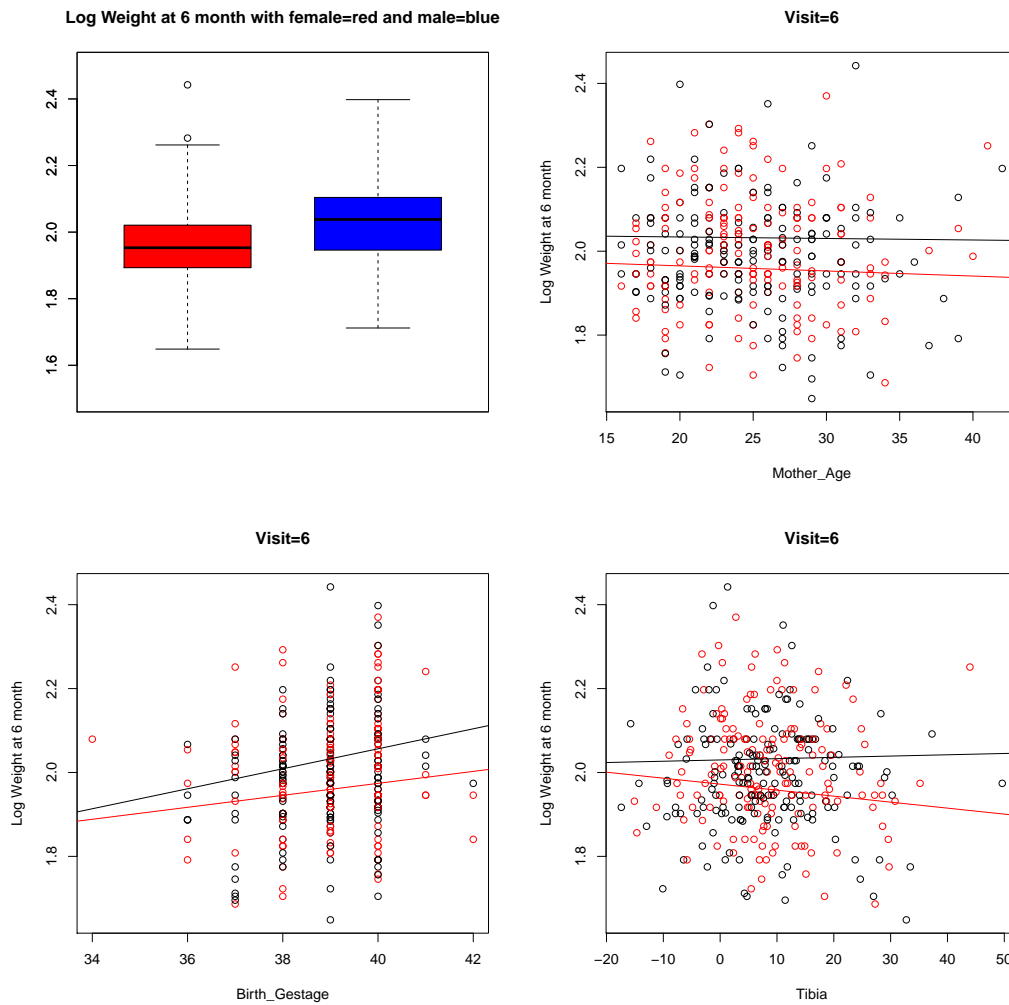 Log Weight at 6 month with female=red and male=blue
1.6 1.8 2.0 2.2 2.4
Visit=6
1.8 2.0 2.2 2.4
Log Weight at 6 month
15 20 25 30 35 40
Mother_Age
Visit=6
1.8 2.0 2.2 2.4
Log Weight at 6 month
34 36 38 40 42
Birth_Gestage
Visit=6
1.8 2.0 2.2 2.4
Log Weight at 6 month
−20 −10 0 10 20 30 40 50
Tibia